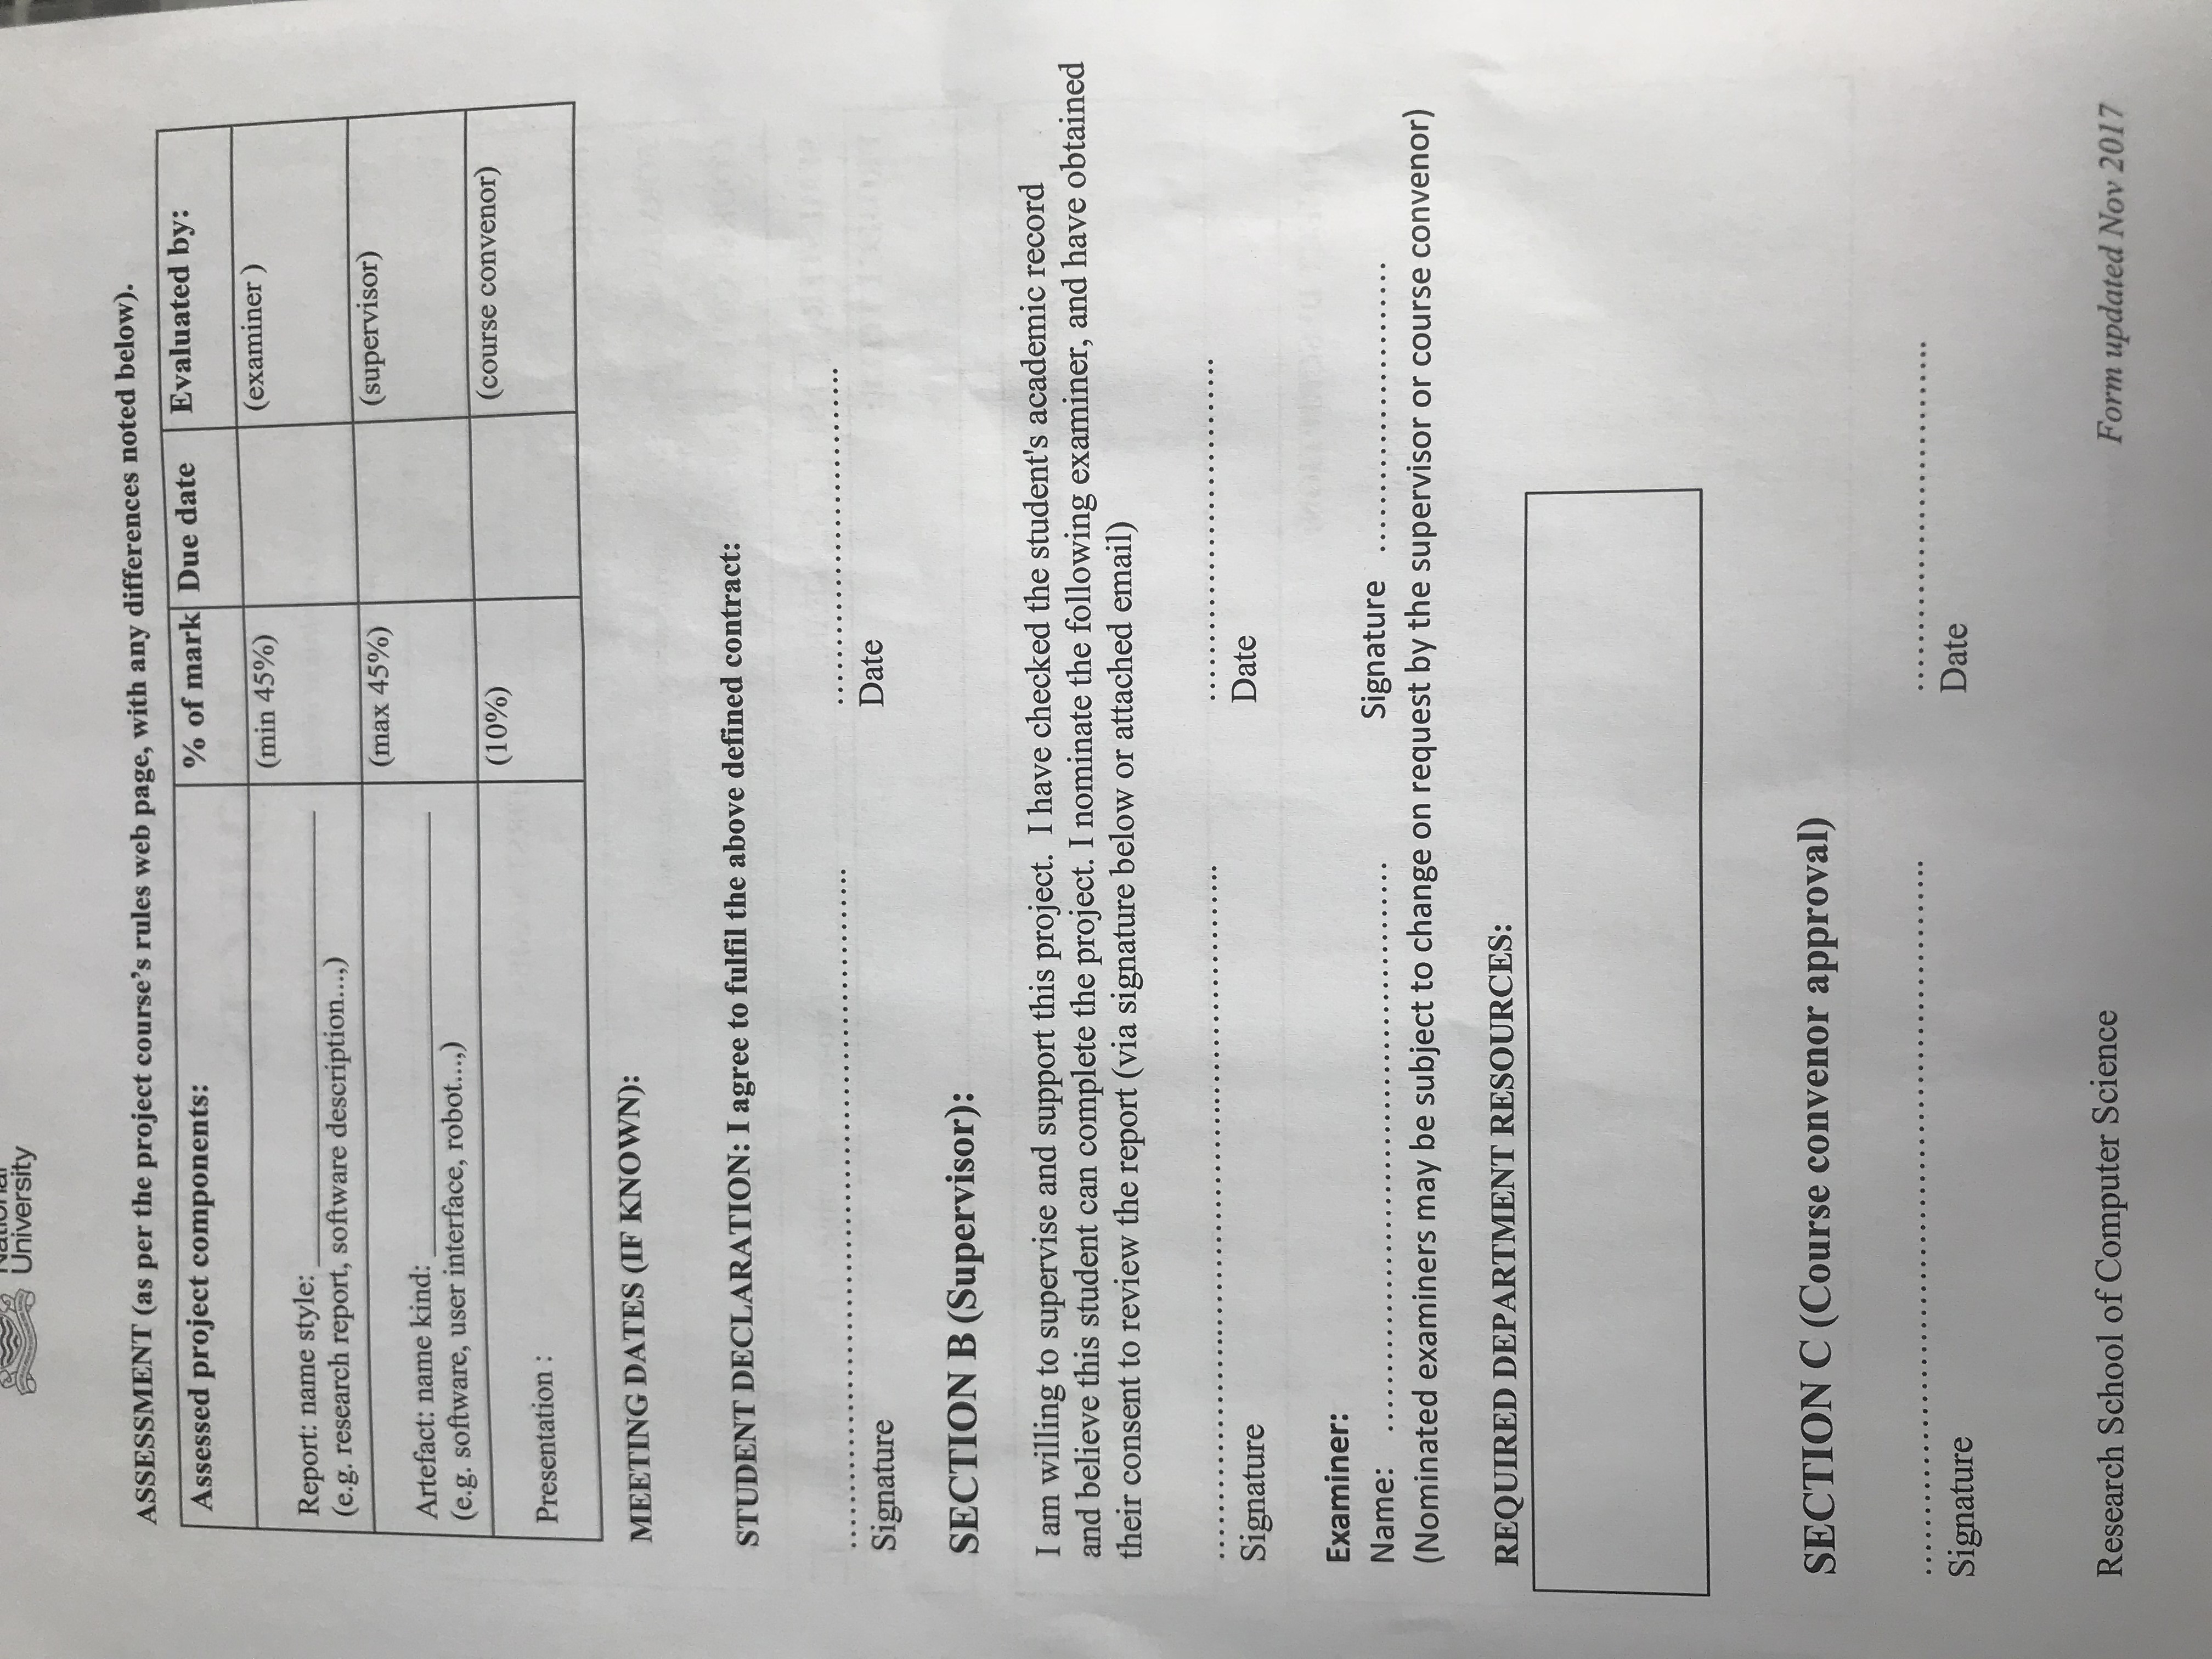 National
University
ASSESSMENT (as per the project course's rules web page, with any differences noted below).
Assessed project components: % of mark Due date Evaluated by:
(min 45%) (examiner )
Report: name style: ______________________________
(e.g. research report, software description...,)
(max 45%) (supervisor)
Artefact: name kind: ______________________________
(e.g. software, user interface, robot...,)
(10%) (course convenor)
Presentation :
MEETING DATES (IF KNOWN):
STUDENT DECLARATION: I agree to fulfil the above defined contract:
Signature Date
SECTION B (Supervisor):
I am willing to supervise and support this project. I have checked the student's academic record
and believe this student can complete the project. I nominate the following examiner, and have obtained
their consent to review the report (via signature below or attached email)
Signature Date
Examiner:
Name: ................................................ Signature ........................
(Nominated examiners may be subject to change on request by the supervisor or course convenor)
REQUIRED DEPARTMENT RESOURCES:
SECTION C (Course convenor approval)
Signature Date
Research School of Computer Science Form updated Nov 2017